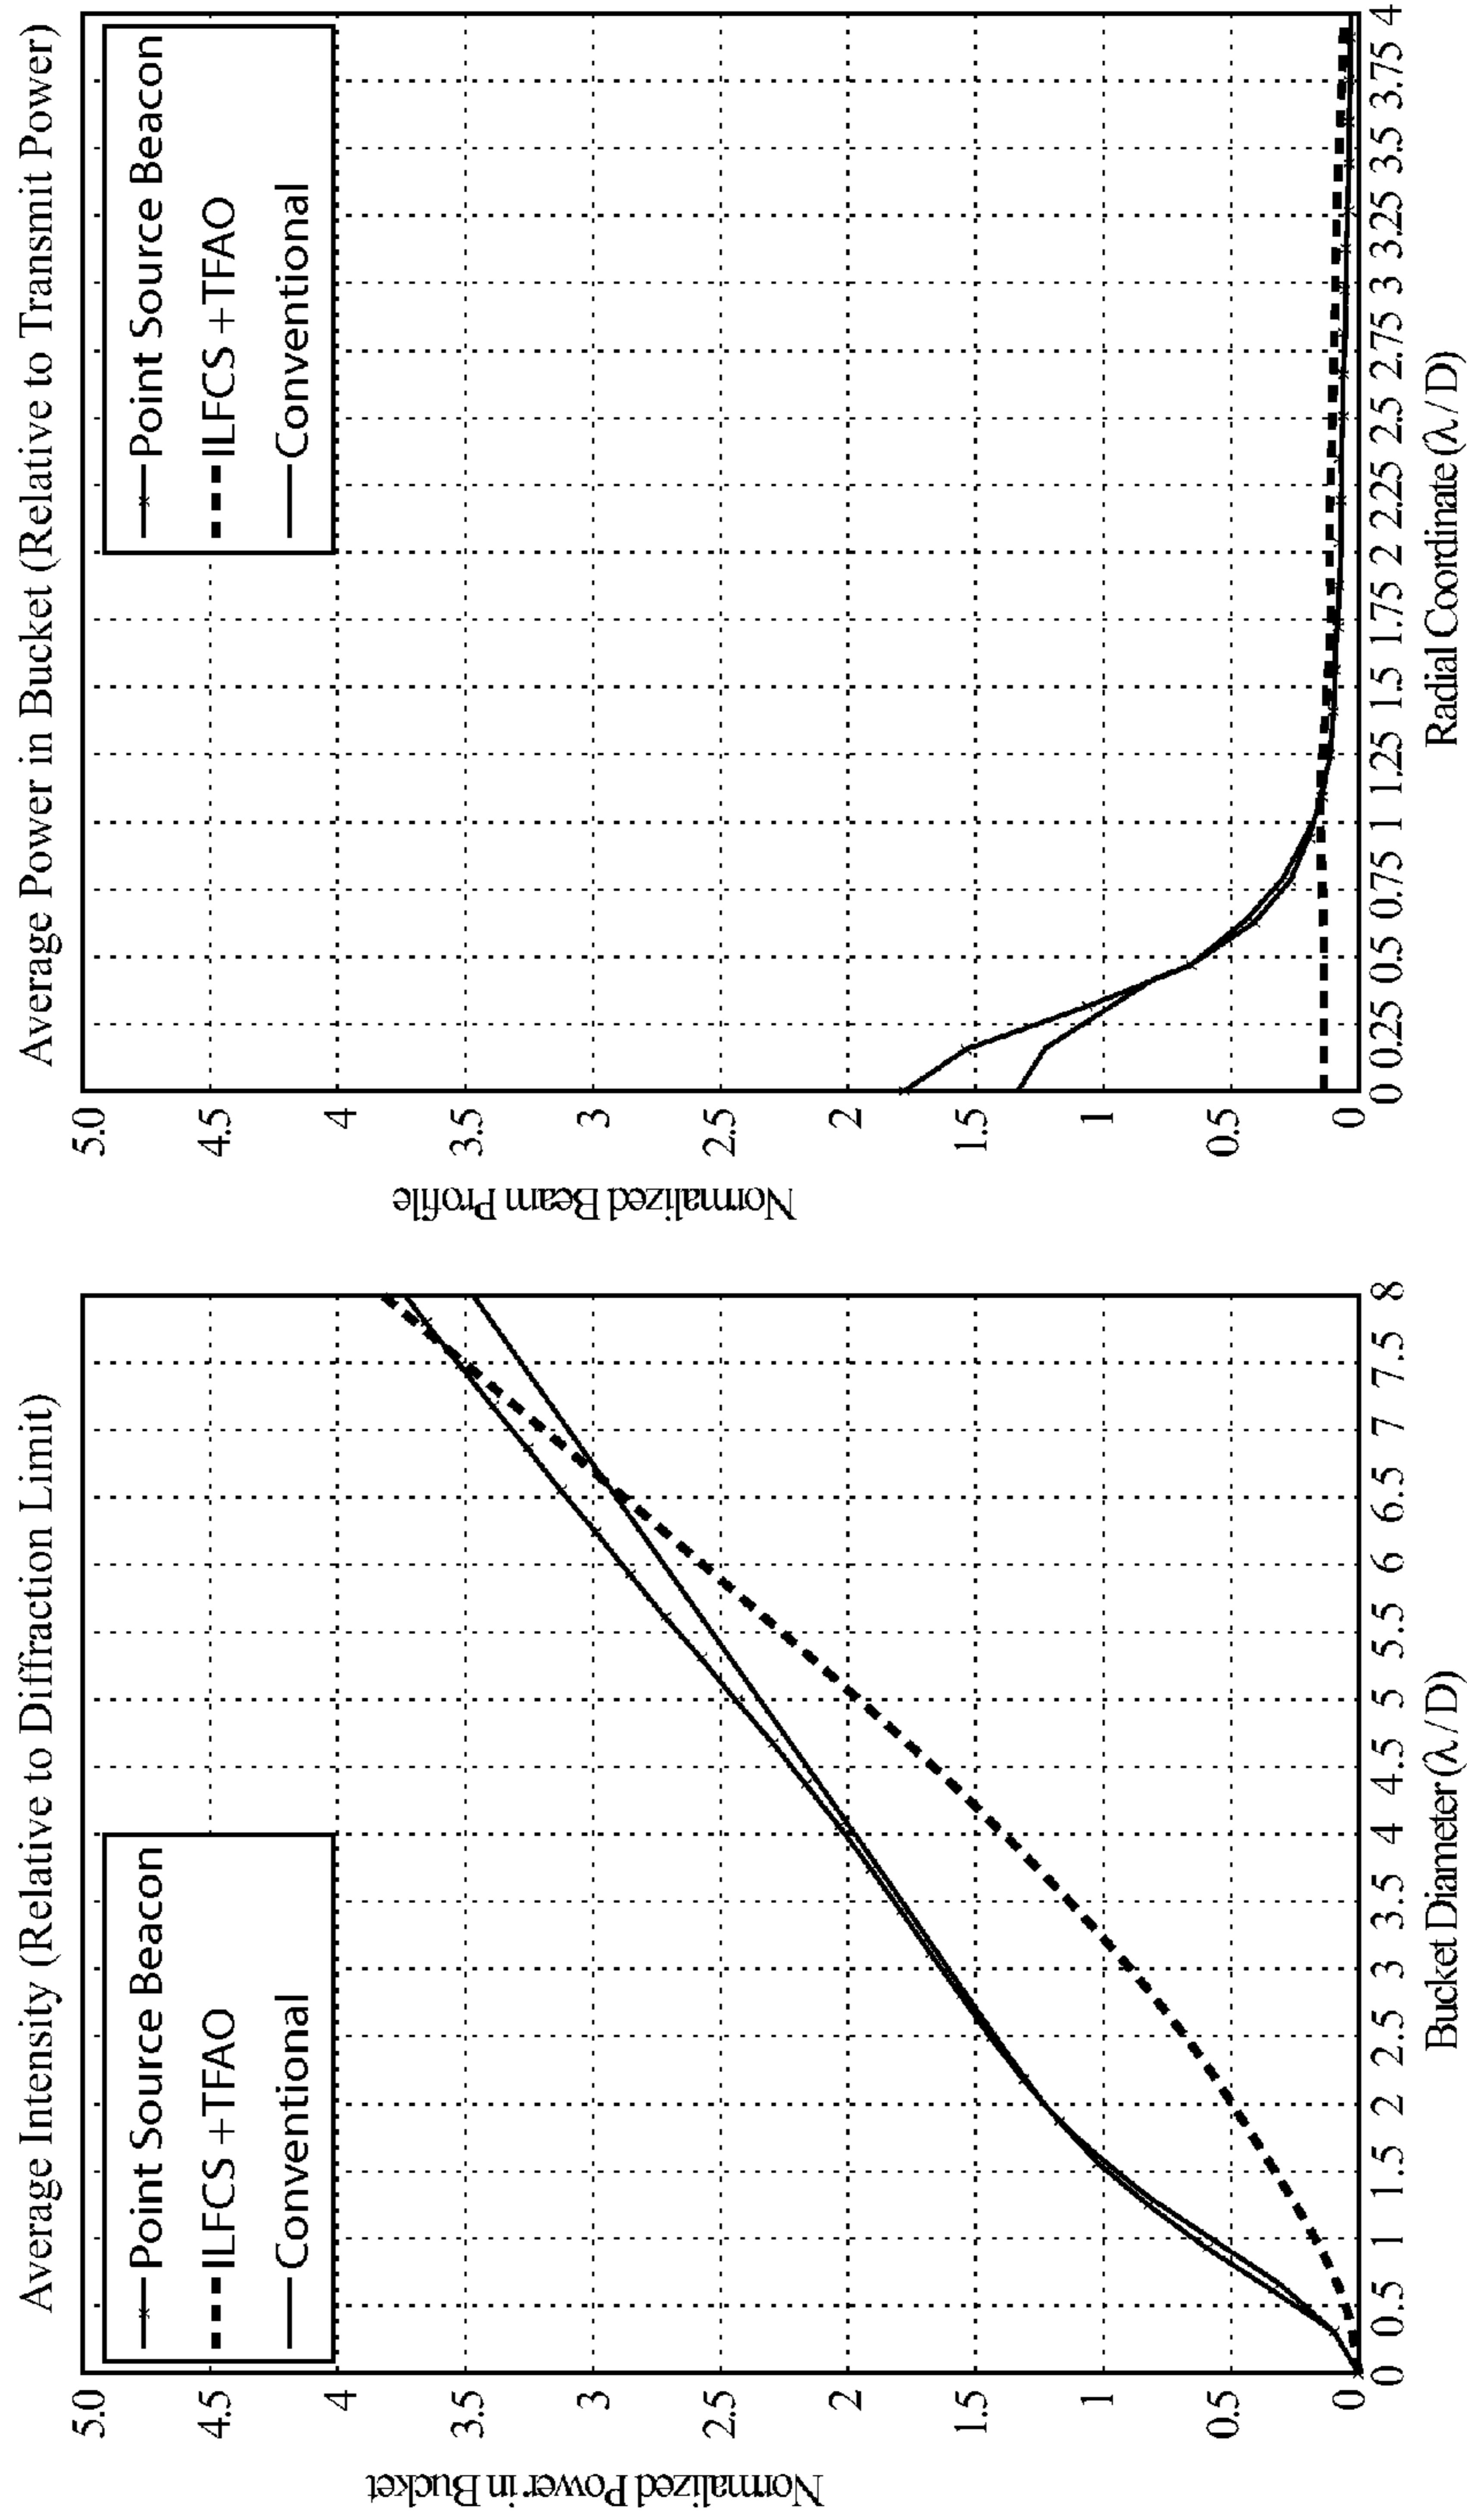 Average Intensity (Relative to Diffraction Limit)
Point Source Beacon
ILFCS + TFAO
Conventional
Normalized Power in Bucket
5.0
4.5
4
3.5
3
2.5
2
1.5
1
0.5
0
0 0.5 1 1.5 2 2.5 3 3.5 4 4.5 5 5.5 6 6.5 7 7.5 8
Bucket Diameter (λ/D)
Average Power in Bucket (Relative to Transmit Power)
Point Source Beacon
ILFCS + TFAO
Conventional
Normalized Beam Profile
5.0
4.5
4
3.5
3
2.5
2
1.5
1
0.5
0
0 0.25 0.5 0.75 1 1.25 1.5 1.75 2 2.25 2.5 2.75 3 3.25 3.5 3.75 4
Radial Coordinate (λ/D)